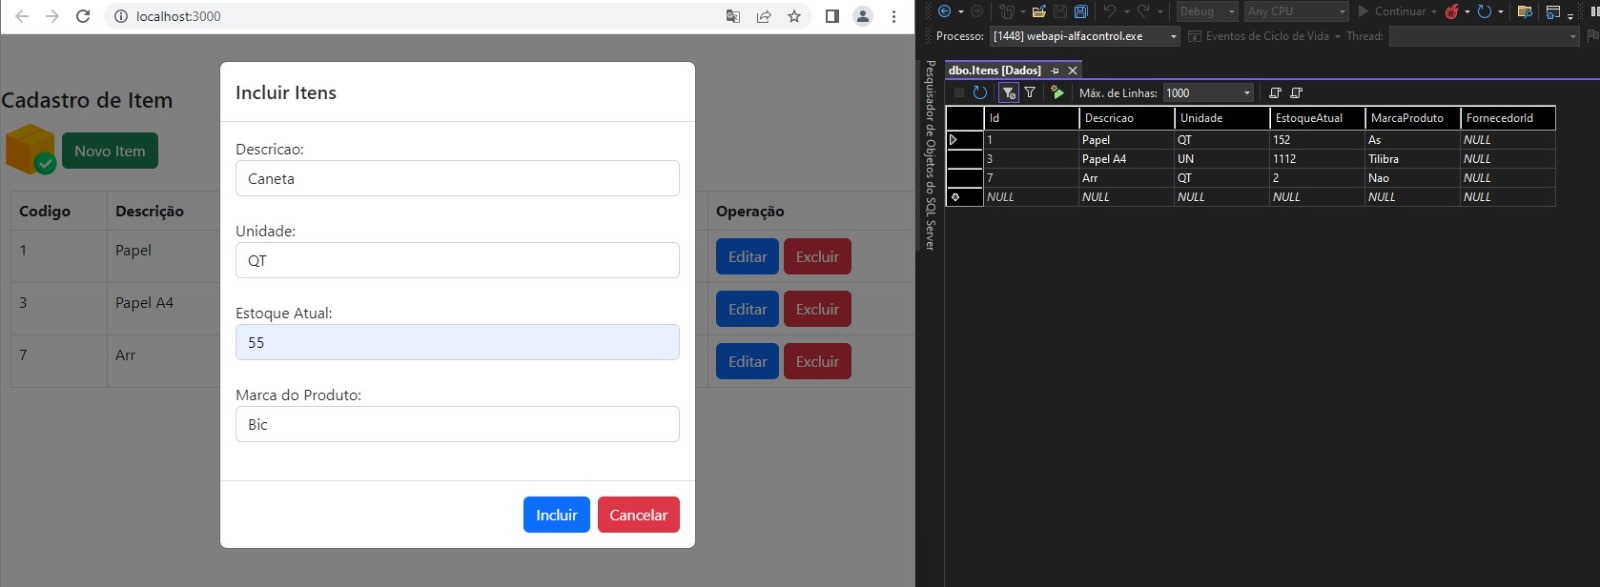 localhost:3000
Cadastro de Item
Novo Item
Codigo Descrição Operação
1 Papel Editar Excluir
3 Papel A4 Editar Excluir
7 Arr Editar Excluir
Incluir Itens
Descricao:
Caneta
Unidade:
QT
Estoque Atual:
55
Marca do Produto:
Bic
Incluir Cancelar
Debug Any CPU Continuar
Processo: [1448] webapi-alfacontrol.exe Eventos de Ciclo de Vida Thread:
Pesquisador de Objetos do SQL Server
dbo.Itens [Dados]
Máx. de Linhas: 1000
Id Descricao Unidade EstoqueAtual MarcaProduto FornecedorId
1 Papel QT 152 As NULL
3 Papel A4 UN 1112 Tilibra NULL
7 Arr QT 2 Nao NULL
NULL NULL NULL NULL NULL NULL